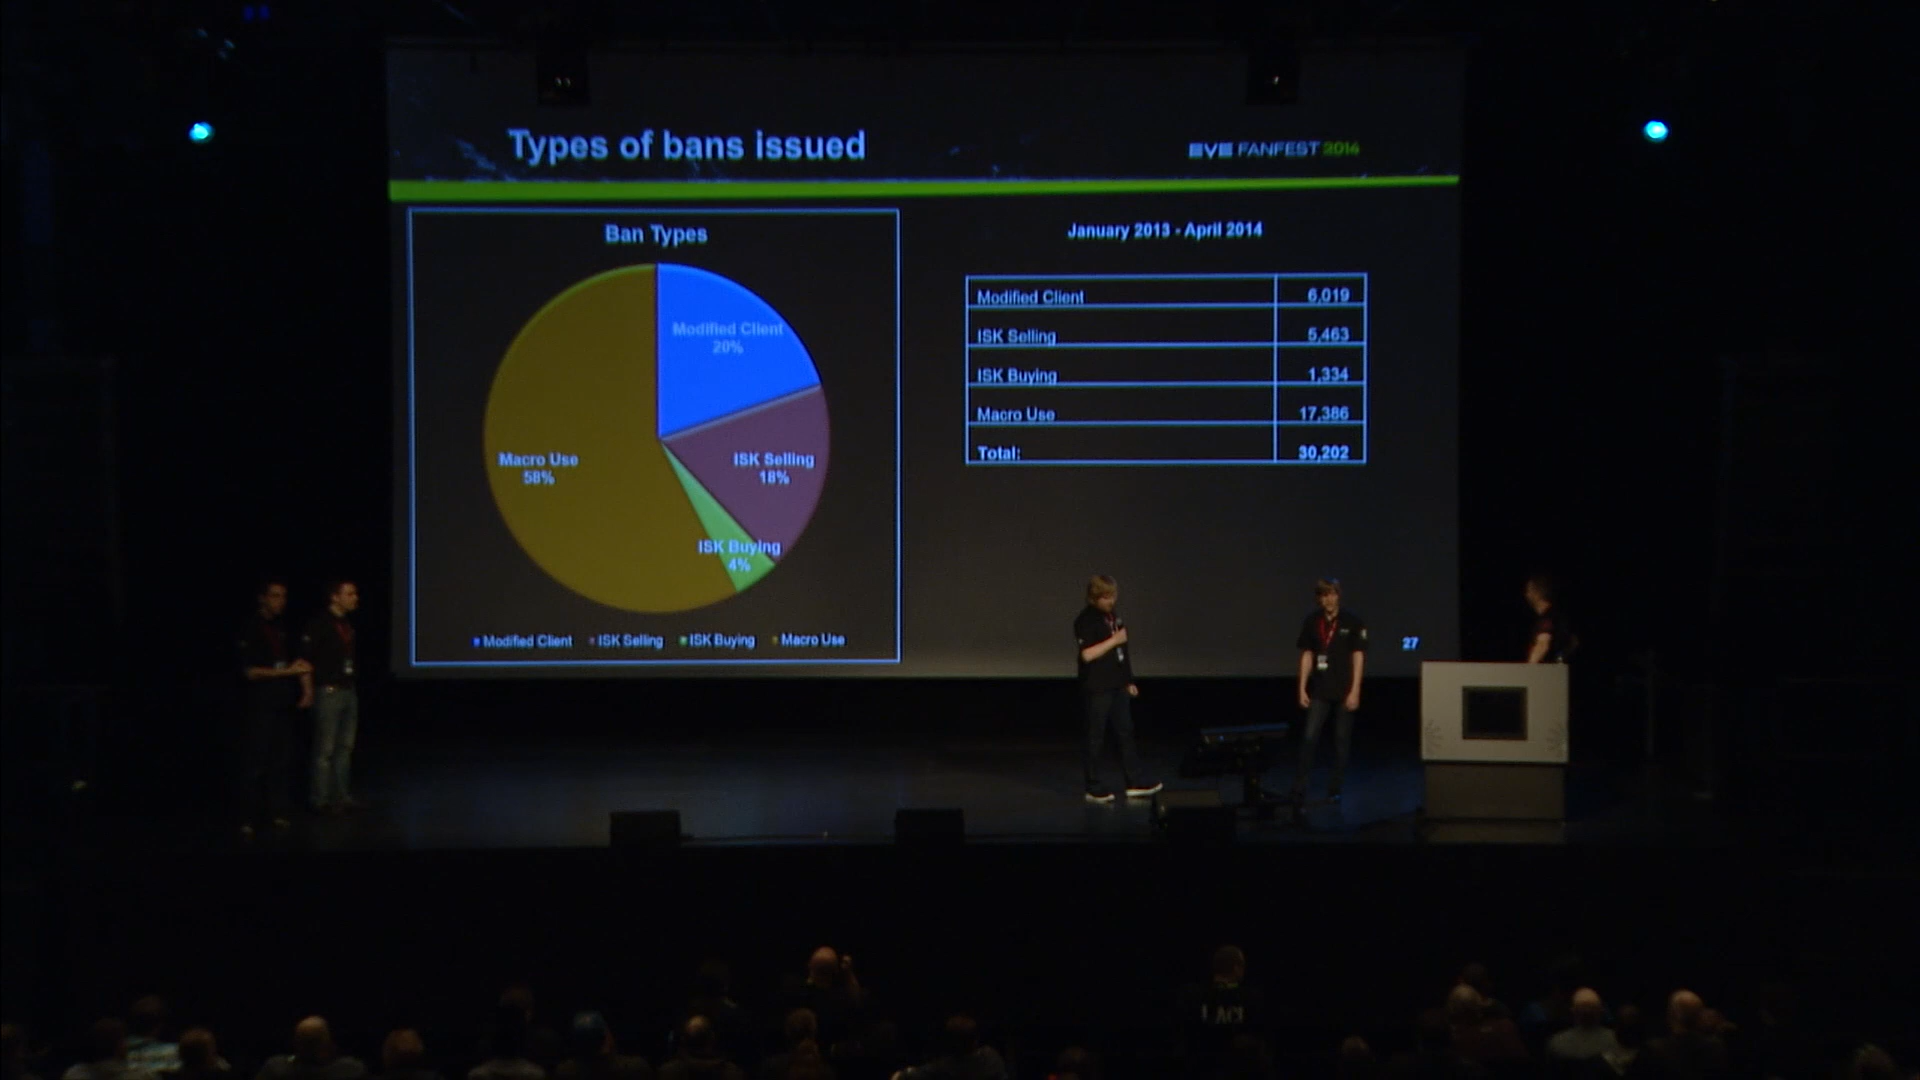 Types of bans issued
EVE FANFEST 2014
Ban Types
Modified Client
20%
ISK Selling
18%
ISK Buying
4%
Macro Use
58%
Modified Client ISK Selling ISK Buying Macro Use
January 2013 - April 2014
Modified Client 6,019
ISK Selling 5,463
ISK Buying 1,334
Macro Use 17,386
Total: 30,202
27